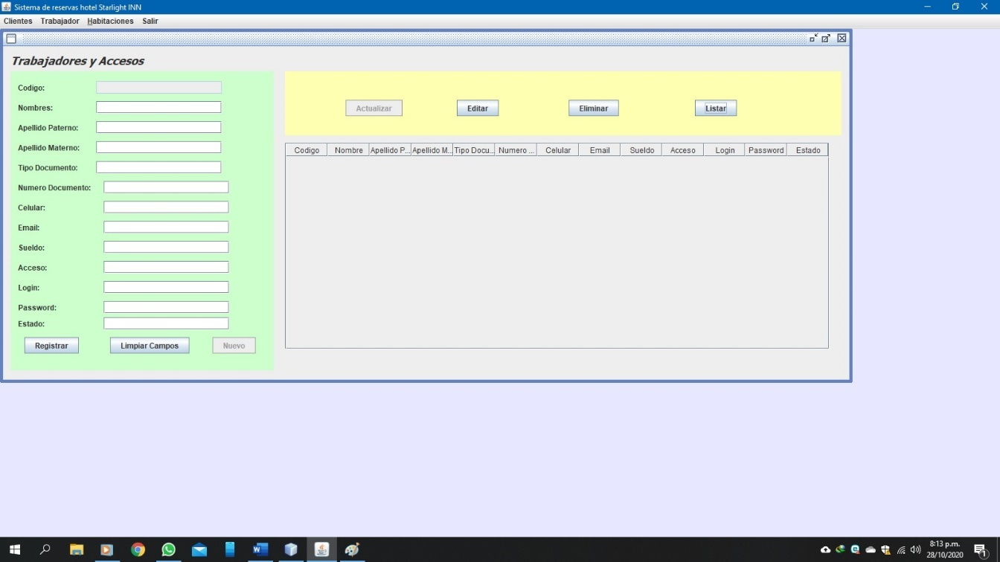 Sistema de reservas hotel Starlight INN
Clientes Trabajador Habitaciones Salir
Trabajadores y Accesos
Codigo:
Nombres:
Apellido Paterno:
Apellido Materno:
Tipo Documento:
Numero Documento:
Celular:
Email:
Sueldo:
Acceso:
Login:
Password:
Estado:
Registrar Limpiar Campos Nuevo
Actualizar Editar Eliminar Listar
Codigo Nombre Apellido P... Apellido M... Tipo Docu... Numero ... Celular Email Sueldo Acceso Login Password Estado
8:13 p.m.
28/10/2020
1